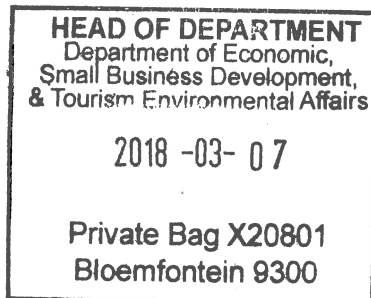 HEAD OF DEPARTMENT
Department of Economic,
Small Business Development,
& Tourism Environmental Affairs
2018 -03- 07
Private Bag X20801
Bloemfontein 9300